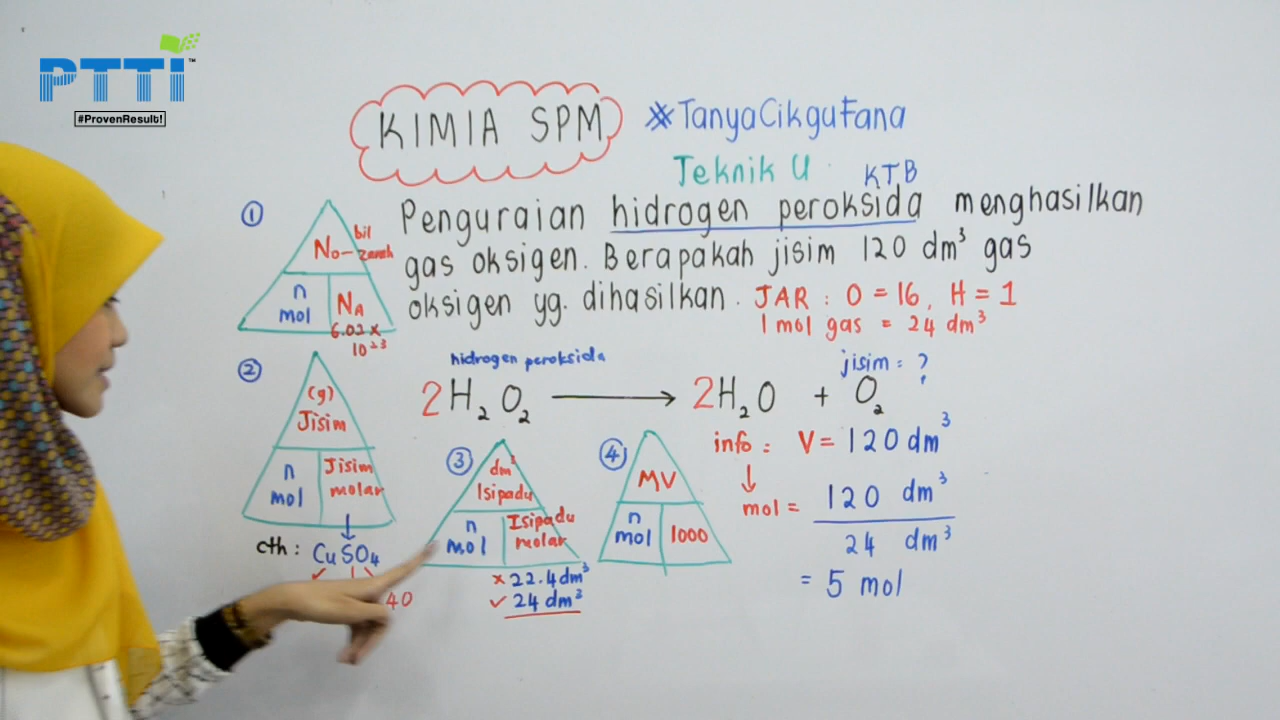 PTTI™
#ProvenResult!
KIMIA SPM
#TanyaCikguFana
Teknik U
KTB
Penguraian hidrogen peroksida menghasilkan
gas oksigen. Berapakah jisim 120 dm³ gas
oksigen yg. dihasilkan. JAR : O = 16, H = 1
1 mol gas = 24 dm³
1
No - bil
zarah
n
mol
NA
6.02 x
10²³
2
(g)
Jisim
n
mol
Jisim
molar
cth : CuSO₄
40
hidrogen peroksida
jisim = ?
2H₂O₂ → 2H₂O + O₂
3
dm³
Isipadu
n
mol
Isipadu
molar
x 22.4 dm³
✓ 24 dm³
4
MV
n
mol
1000
info : V = 120 dm³
↓
mol = 120 dm³
24 dm³
= 5 mol